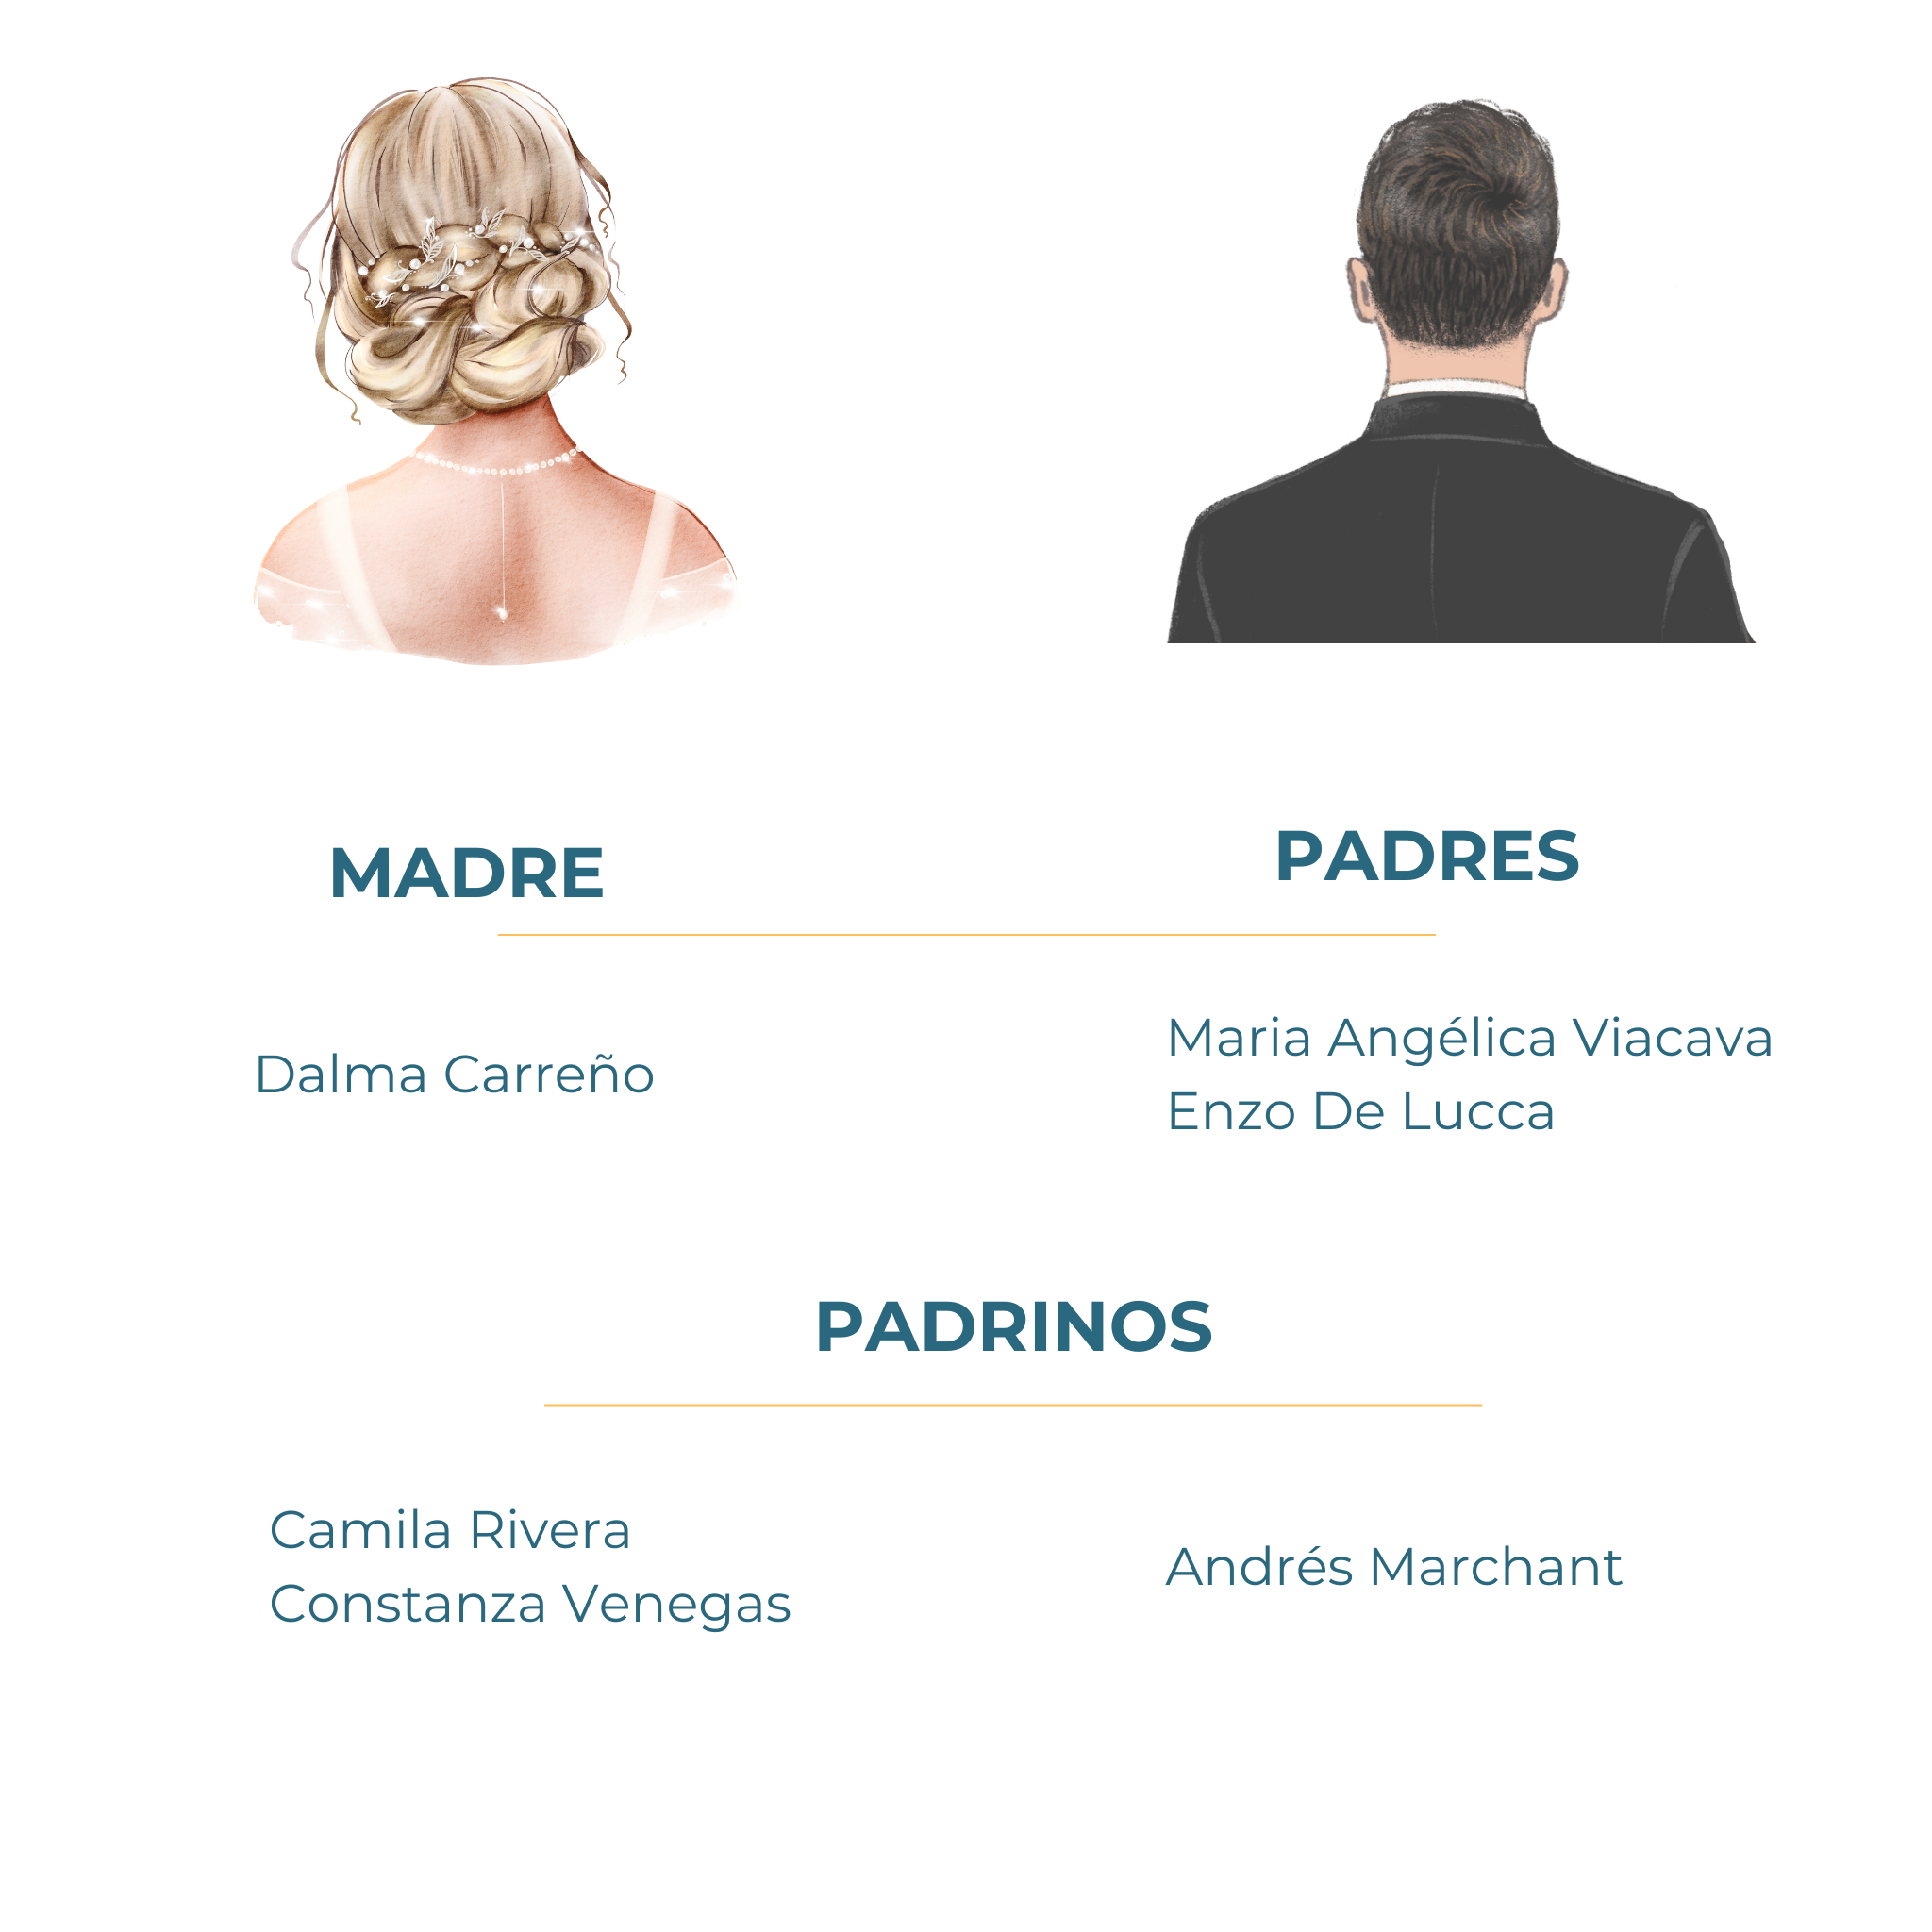 MADRE
PADRES
Dalma Carreño
Maria Angélica Viacava
Enzo De Lucca
PADRINOS
Camila Rivera
Constanza Venegas
Andrés Marchant